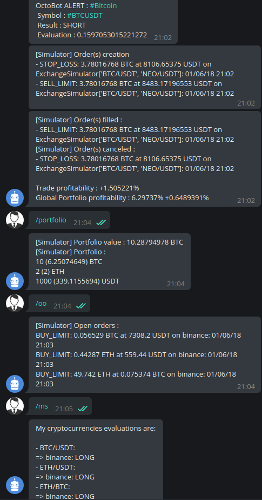 OctoBot ALERT : #Bitcoin
Symbol : #BTCUSDT
Result : SHORT
Evaluation : 0.1597053015221272
21:02
[Simulator] Order(s) creation
- STOP_LOSS: 3.78016768 BTC at 8106.65375 USDT on
ExchangeSimulator['BTC/USDT', 'NEO/USDT']: 01/06/18 21:02
- SELL_LIMIT: 3.78016768 BTC at 8483.17196553 USDT on
ExchangeSimulator['BTC/USDT', 'NEO/USDT']: 01/06/18 21:02
21:02
[Simulator] Order(s) filled :
- SELL_LIMIT: 3.78016768 BTC at 8483.17196553 USDT on
ExchangeSimulator['BTC/USDT', 'NEO/USDT']: 01/06/18 21:02
[Simulator] Order(s) canceled :
- STOP_LOSS: 3.78016768 BTC at 8106.65375 USDT on
ExchangeSimulator['BTC/USDT', 'NEO/USDT']: 01/06/18 21:02
Trade profitability : +1.505221%
Global Portfolio profitability : 6.29737% +0.6489391%
21:02
/portfolio 21:04
[Simulator] Portfolio value : 10.28794978 BTC
[Simulator] Portfolio :
10 (0.25074649) BTC
2 (2) ETH
1000 (339.1155694) USDT
21:04
/oo 21:04
[Simulator] Open orders :
BUY_LIMIT: 0.056529 BTC at 7308.2 USDT on binance: 01/06/18
21:03
BUY_LIMIT: 0.44287 ETH at 559.44 USDT on binance: 01/06/18
21:03
BUY_LIMIT: 49.742 ETH at 0.075374 BTC on binance: 01/06/18
21:03
21:04
/ms 21:05
My cryptocurrencies evaluations are:
- BTC/USDT:
=> binance: LONG
- ETH/USDT:
=> binance: LONG
- ETH/BTC:
=> binance: LONG